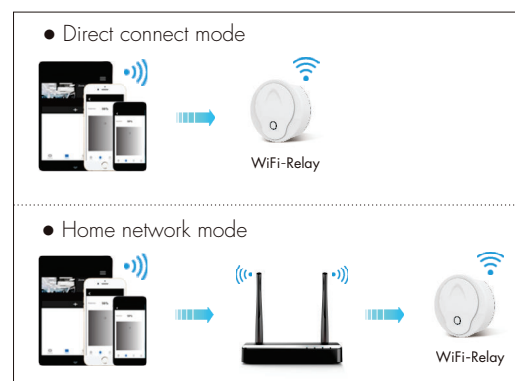 ● Direct connect mode
WiFi-Relay
● Home network mode
WiFi-Relay